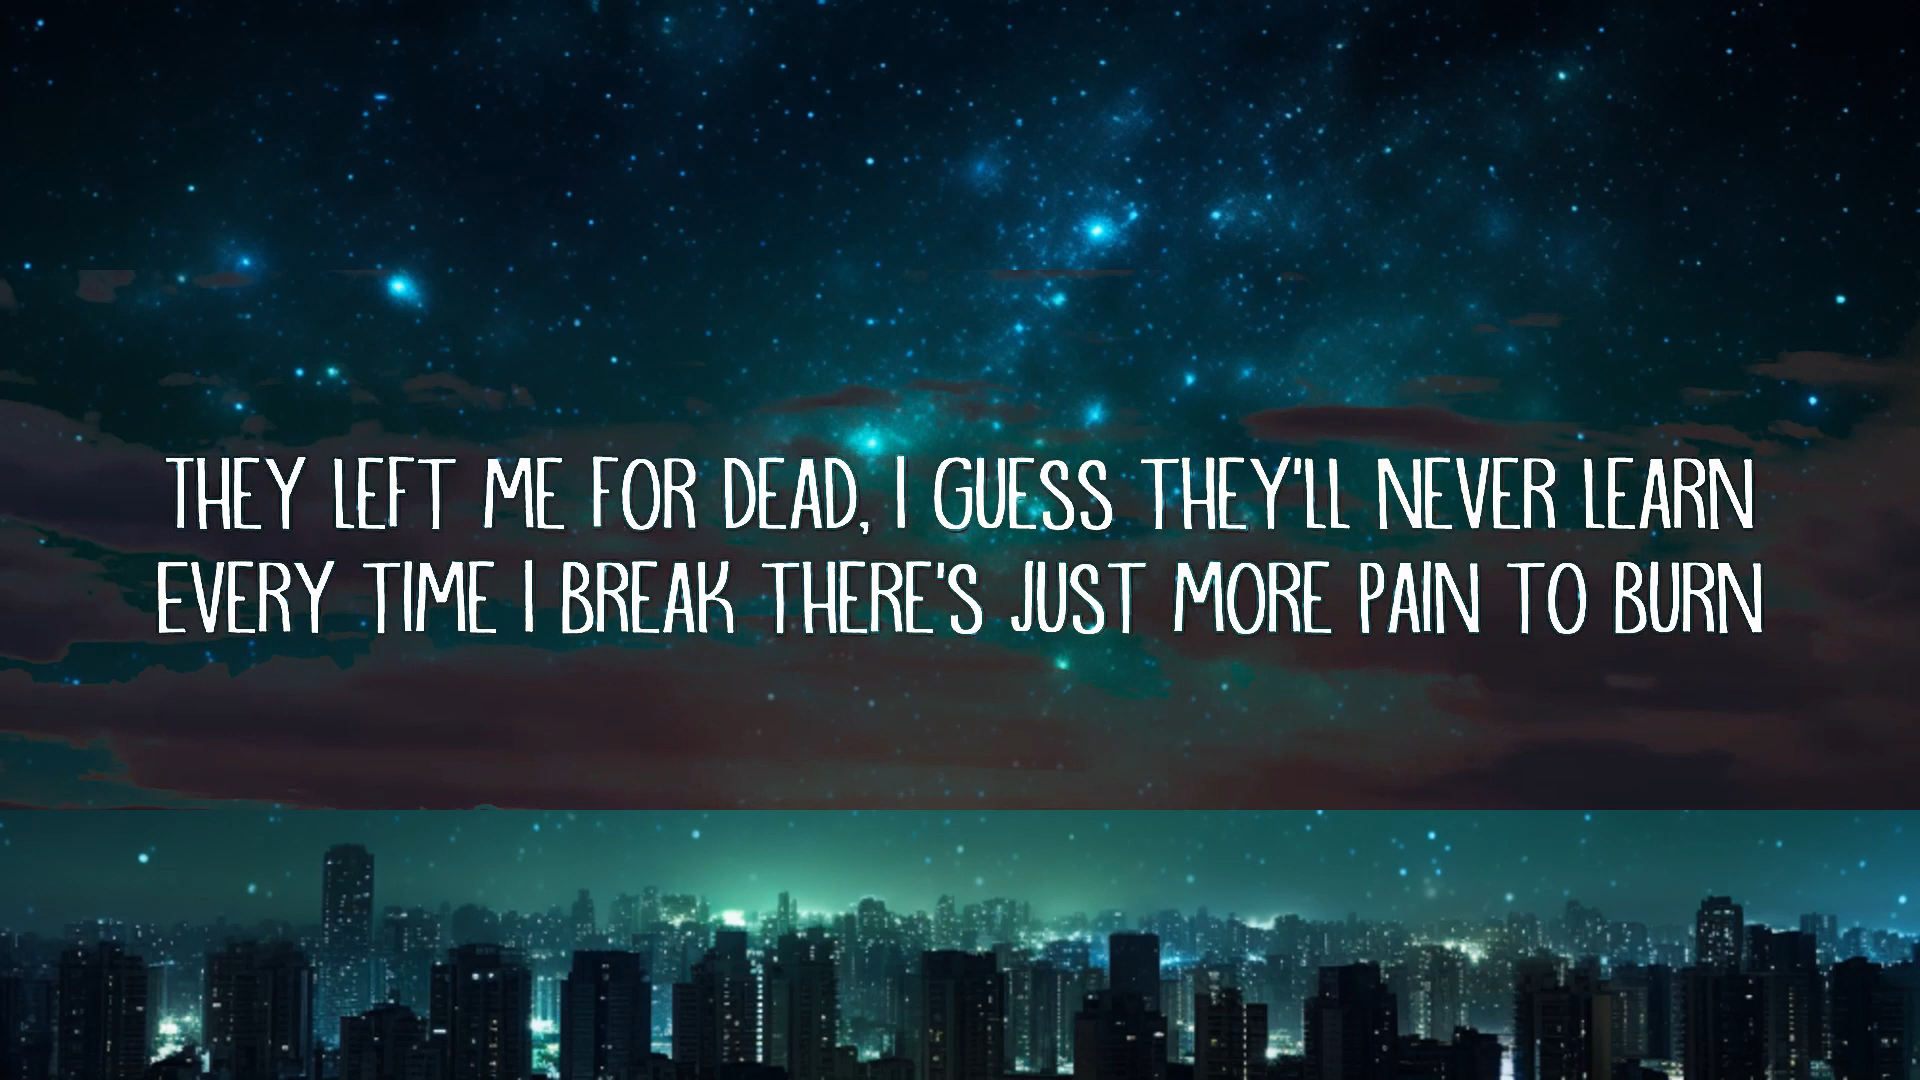 THEY LEFT ME FOR DEAD, I GUESS THEY'LL NEVER LEARN
EVERY TIME I BREAK THERE'S JUST MORE PAIN TO BURN